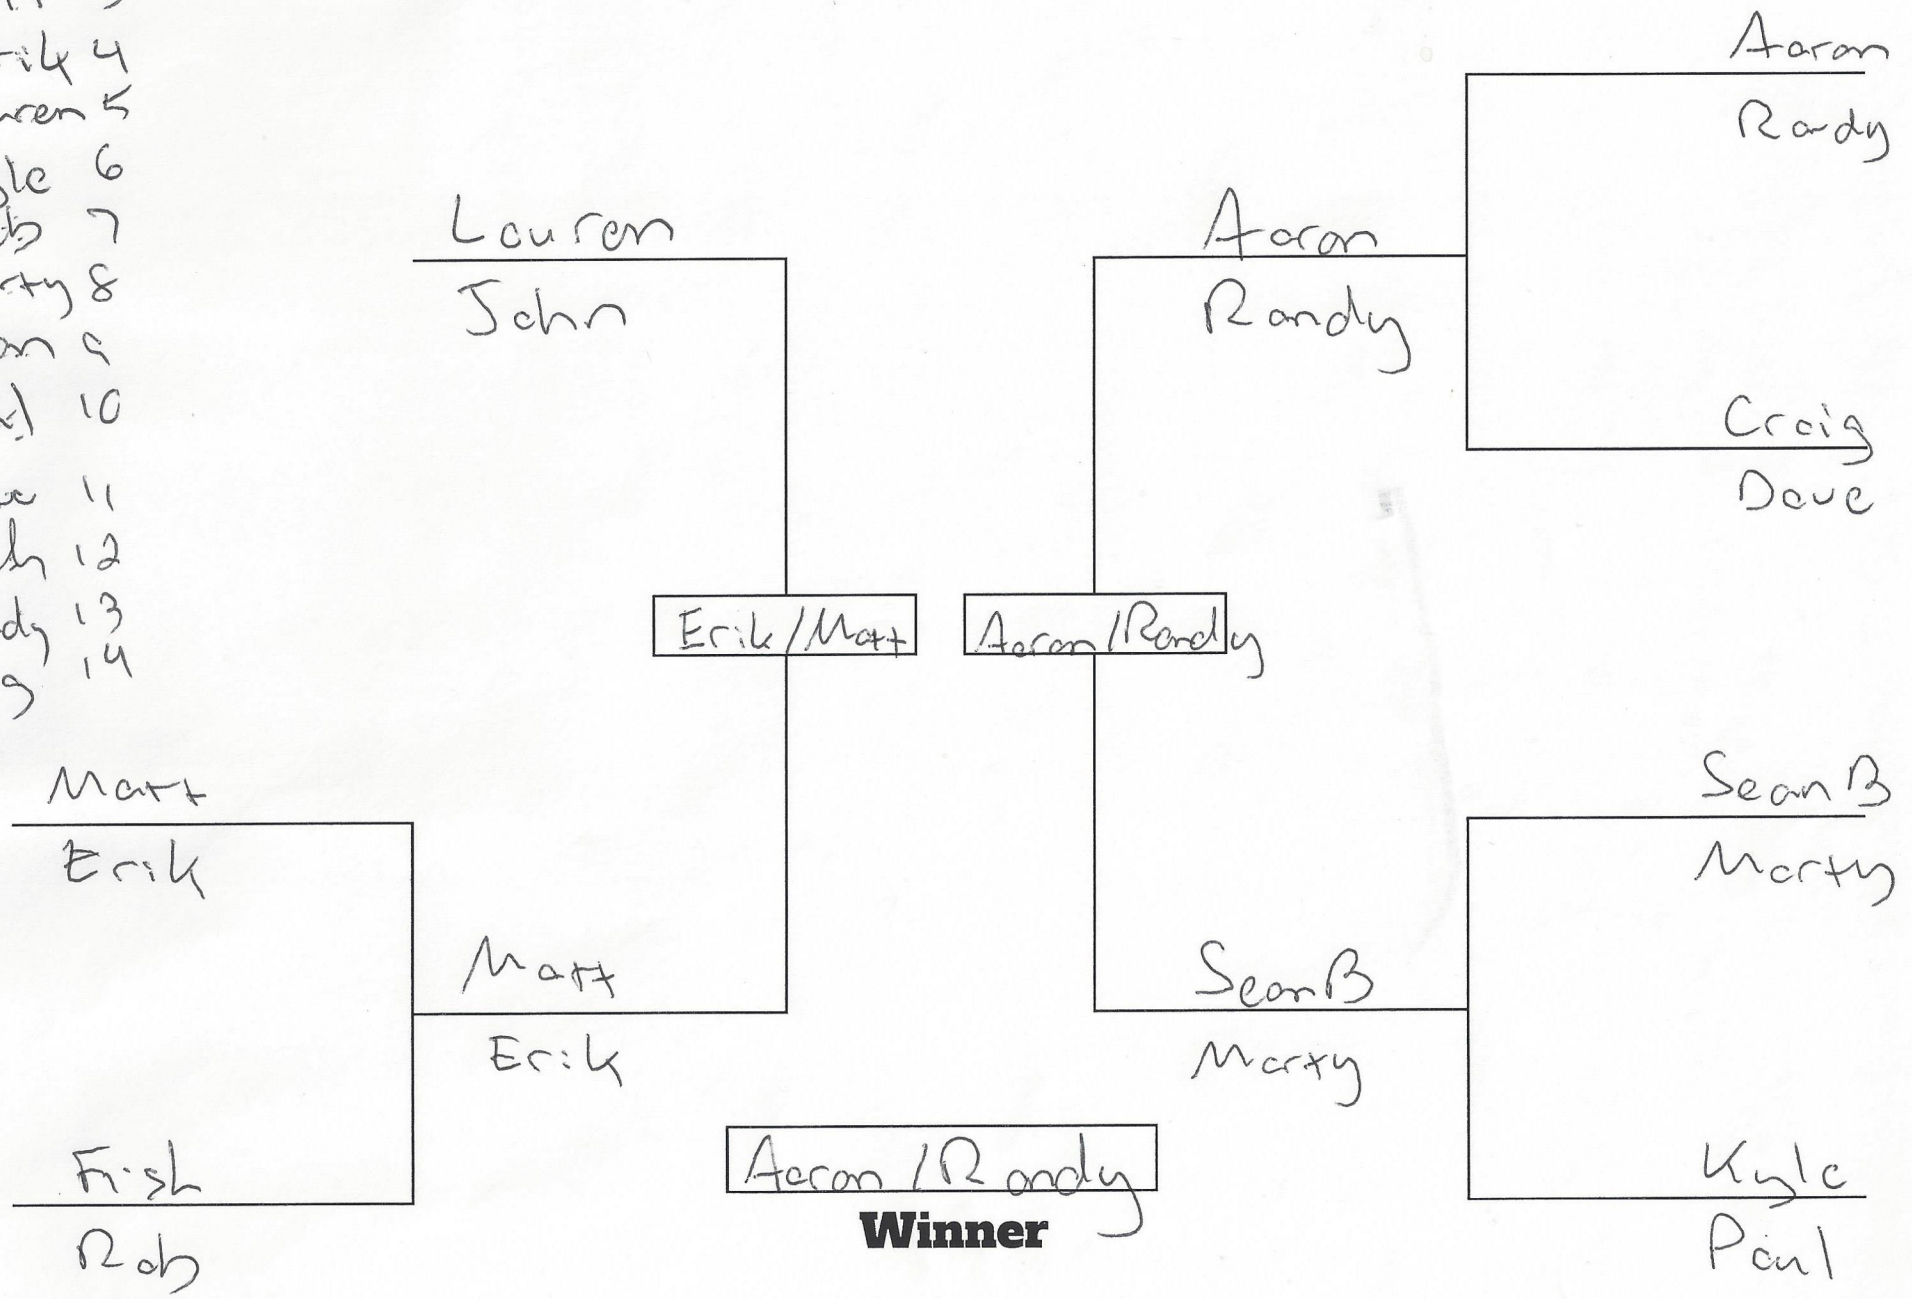 4
5
6
7
8
9
10
11
12
13
14
Lauren
John
Erik/Matt
Matt
Erik
Matt
Erik
Fish
Rob
Aaron
Randy
Aaron
Randy
Craig
Dave
Aaron/Randy
Sean B
Marty
Sean B
Marty
Kyle
Paul
Aaron/Randy
Winner